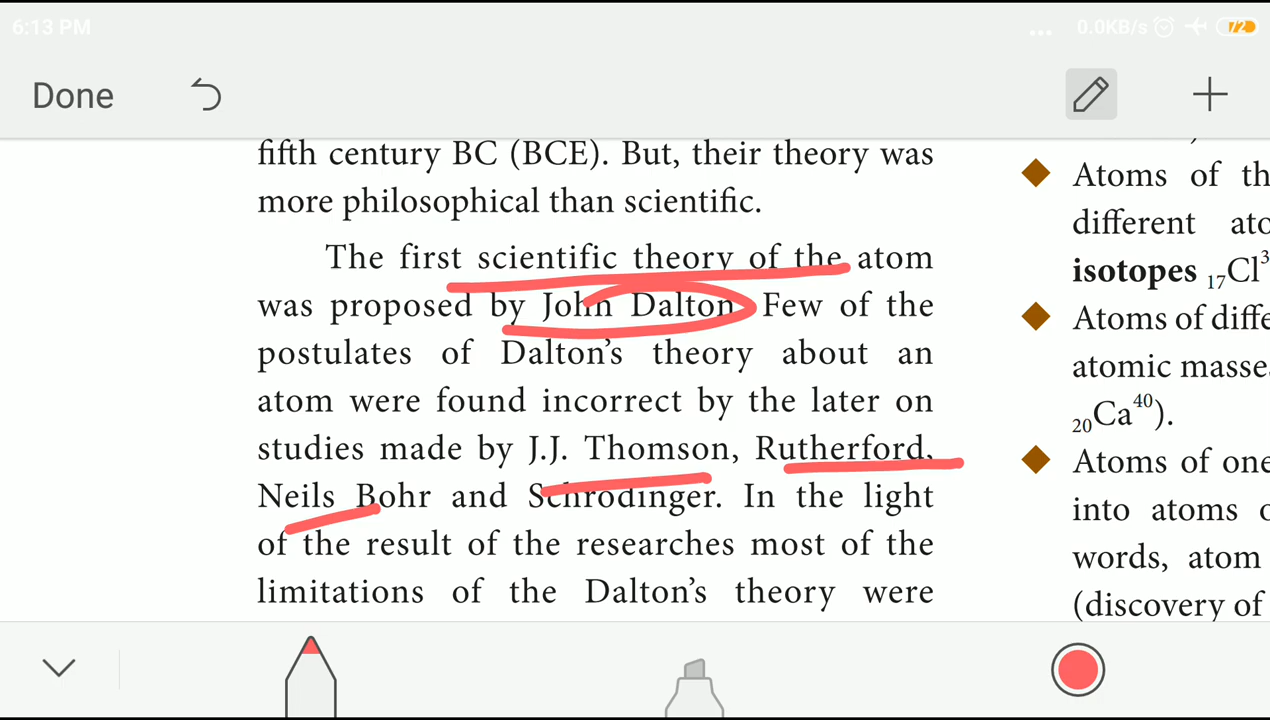 6:13 PM
... 0.0KB/s 72
Done
fifth century BC (BCE). But, their theory was
more philosophical than scientific.
The first scientific theory of the atom
was proposed by John Dalton Few of the
postulates of Dalton's theory about an
atom were found incorrect by the later on
studies made by J.J. Thomson, Rutherford,
Neils Bohr and Schrodinger. In the light
of the result of the researches most of the
limitations of the Dalton's theory were
Atoms of th
different ato
isotopes ₁₇Cl³
Atoms of diffe
atomic masse
₂₀Ca⁴⁰).
Atoms of one
into atoms o
words, atom
(discovery of